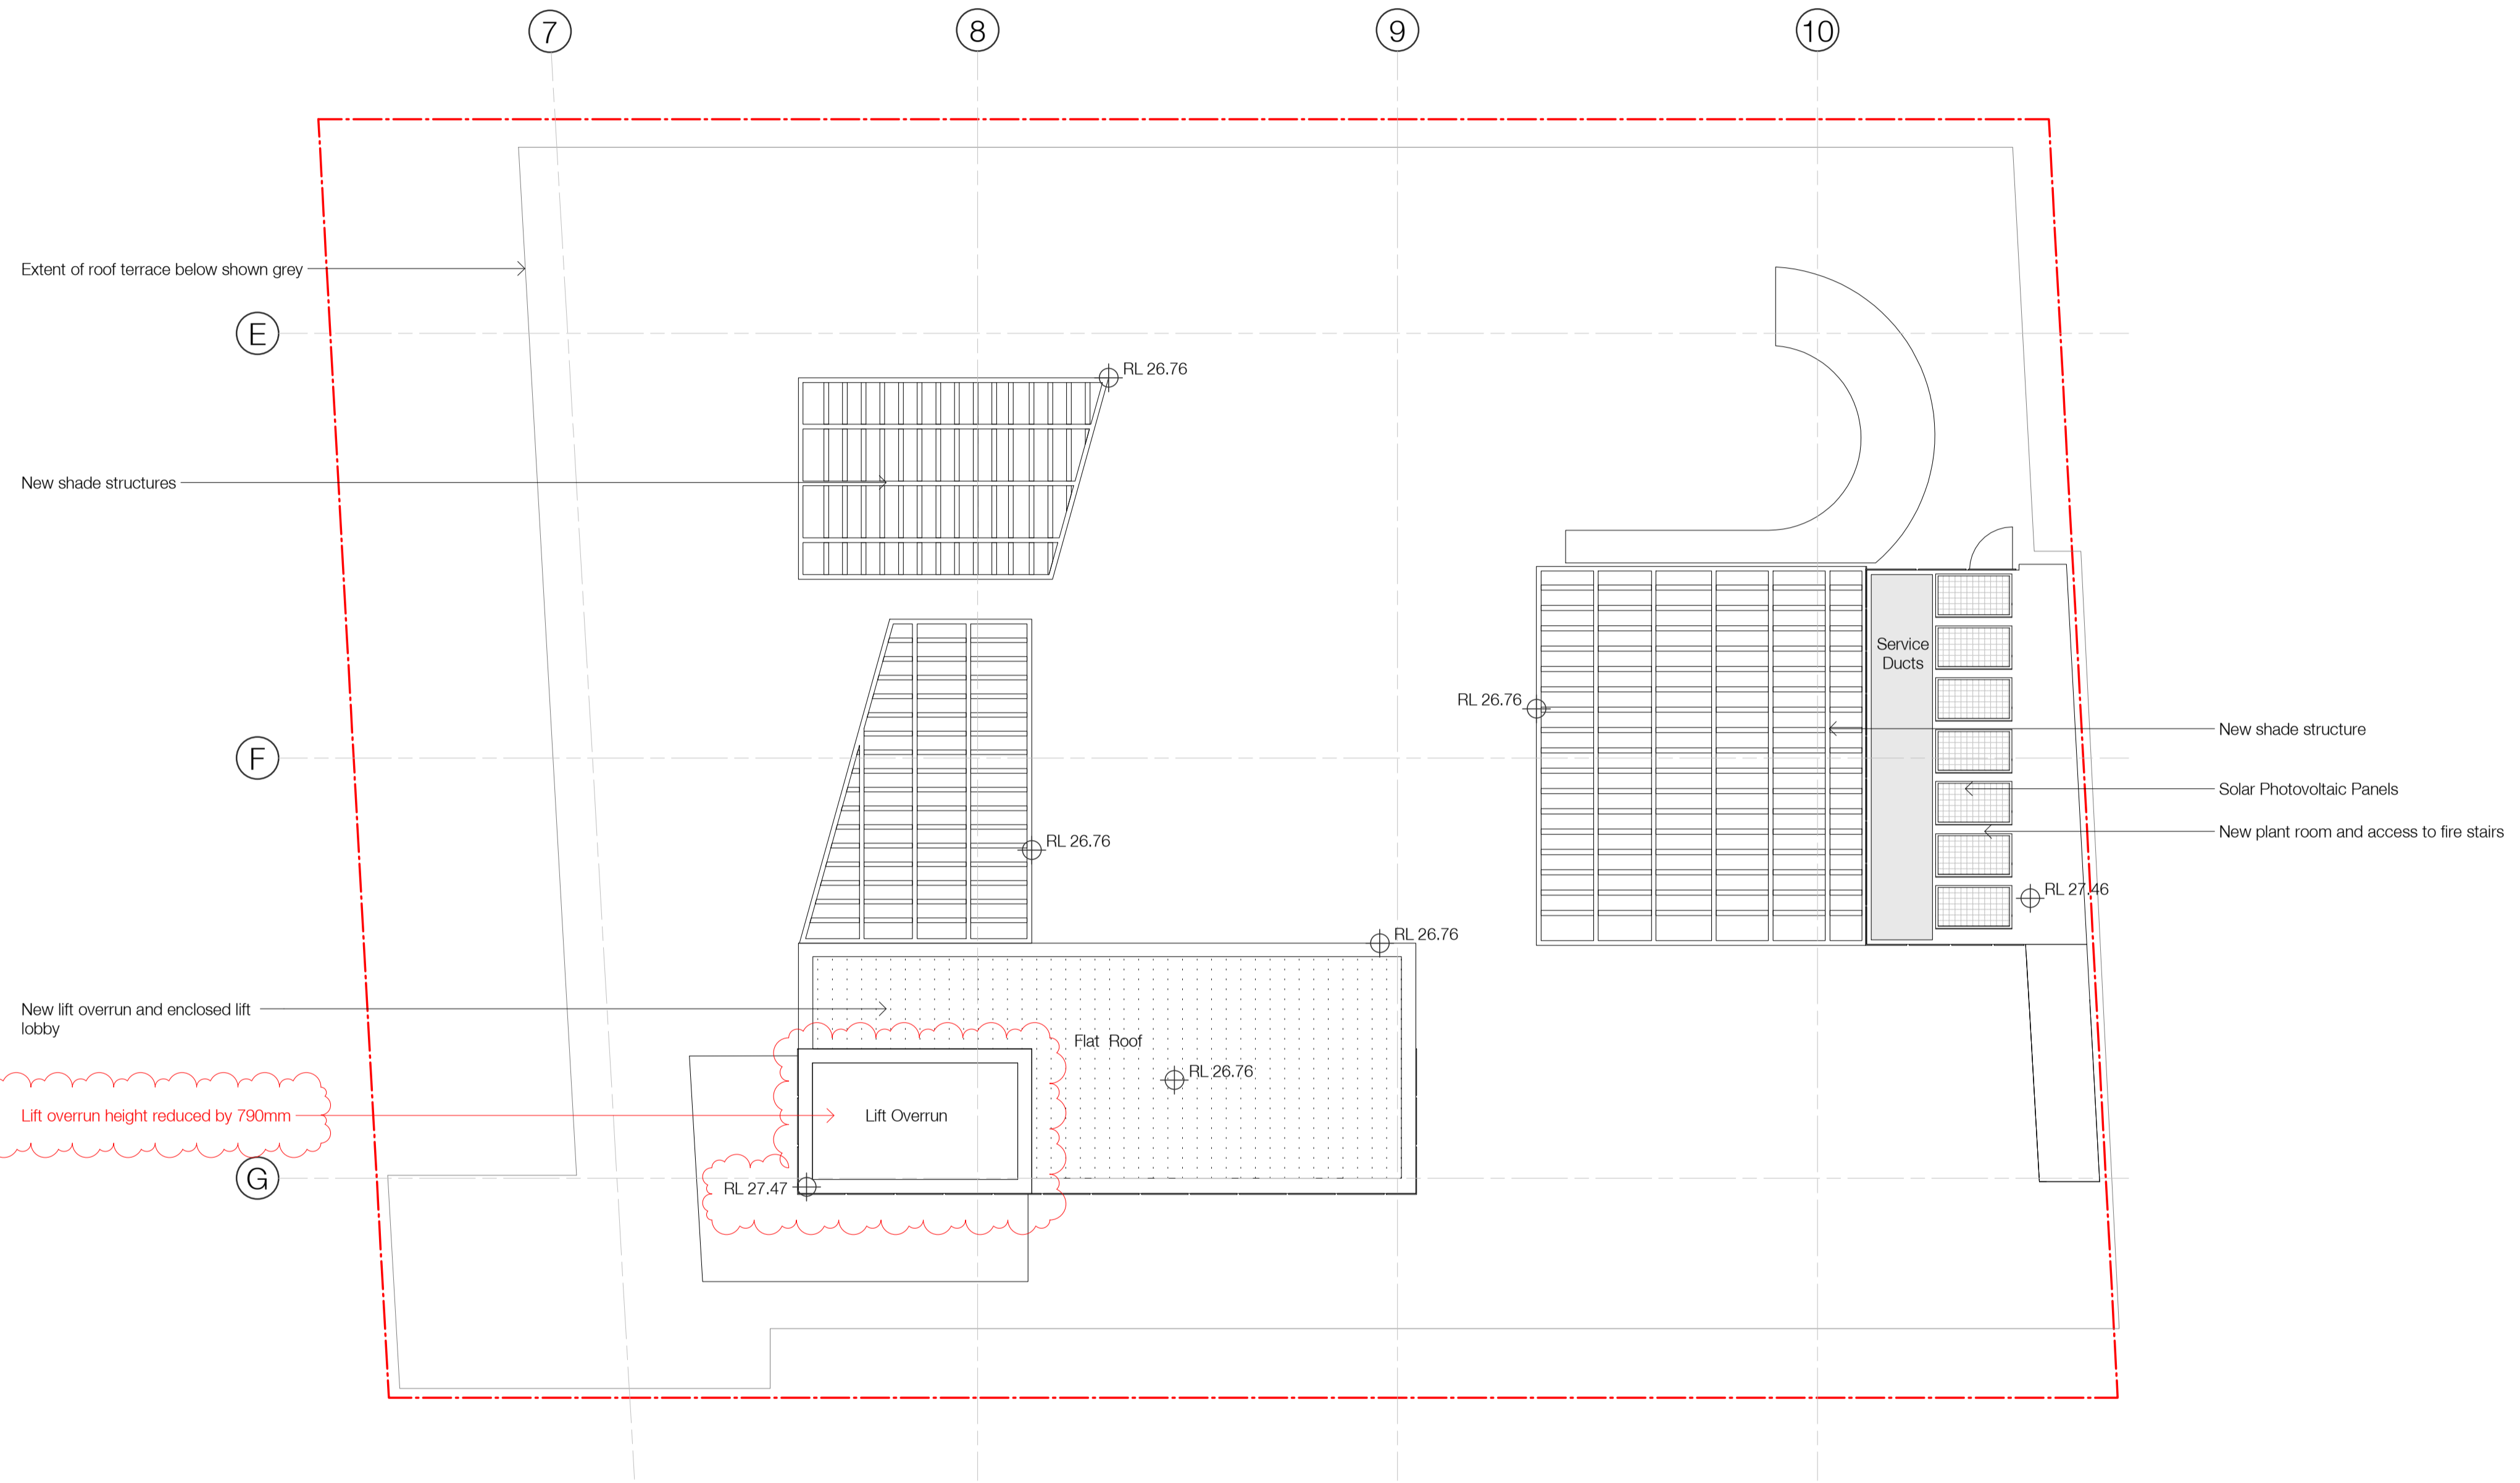 7
8
9
10
Extent of roof terrace below shown grey
E
RL 26.76
New shade structures
Service
Ducts
RL 26.76
New shade structure
F
Solar Photovoltaic Panels
New plant room and access to fire stairs
RL 26.76
RL 27.46
RL 26.76
New lift overrun and enclosed lift
lobby
Flat Roof
RL 26.76
Lift overrun height reduced by 790mm
Lift Overrun
G
RL 27.47